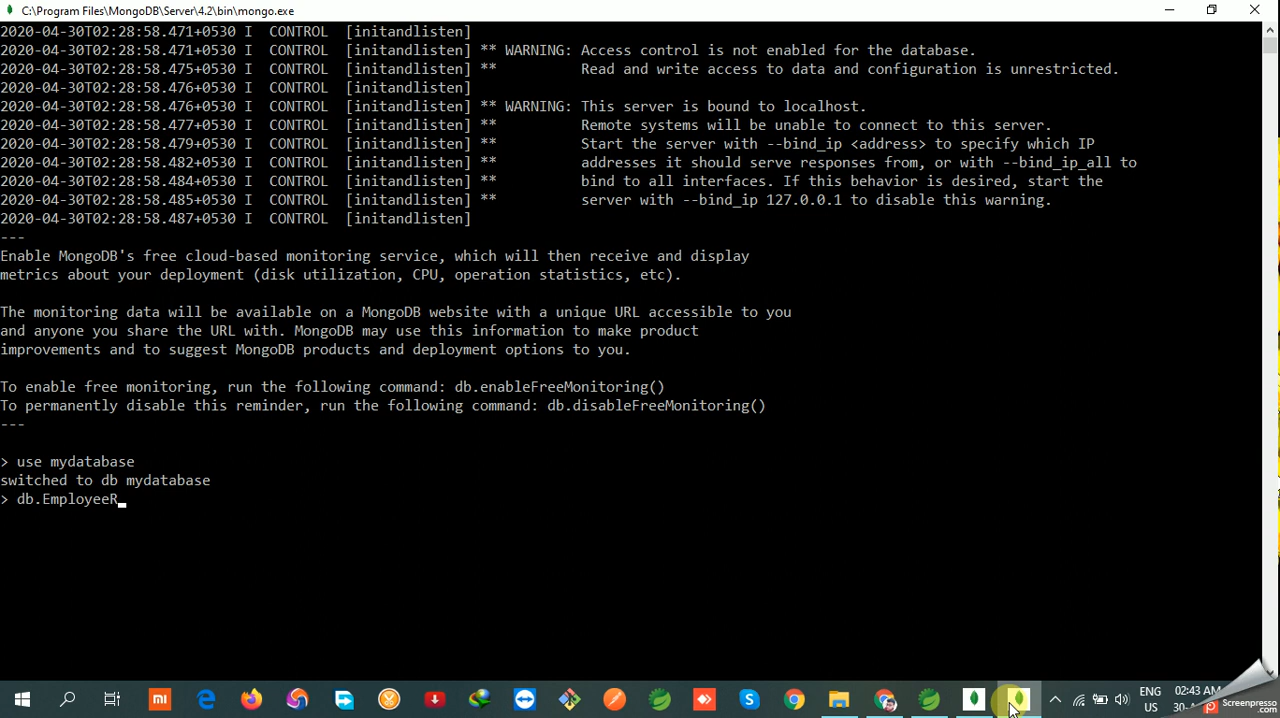 C:\Program Files\MongoDB\Server\4.2\bin\mongo.exe
2020-04-30T02:28:58.471+0530 I  CONTROL  [initandlisten]
2020-04-30T02:28:58.471+0530 I  CONTROL  [initandlisten] ** WARNING: Access control is not enabled for the database.
2020-04-30T02:28:58.475+0530 I  CONTROL  [initandlisten] **          Read and write access to data and configuration is unrestricted.
2020-04-30T02:28:58.476+0530 I  CONTROL  [initandlisten]
2020-04-30T02:28:58.476+0530 I  CONTROL  [initandlisten] ** WARNING: This server is bound to localhost.
2020-04-30T02:28:58.477+0530 I  CONTROL  [initandlisten] **          Remote systems will be unable to connect to this server.
2020-04-30T02:28:58.479+0530 I  CONTROL  [initandlisten] **          Start the server with --bind_ip <address> to specify which IP
2020-04-30T02:28:58.482+0530 I  CONTROL  [initandlisten] **          addresses it should serve responses from, or with --bind_ip_all to
2020-04-30T02:28:58.484+0530 I  CONTROL  [initandlisten] **          bind to all interfaces. If this behavior is desired, start the
2020-04-30T02:28:58.485+0530 I  CONTROL  [initandlisten] **          server with --bind_ip 127.0.0.1 to disable this warning.
2020-04-30T02:28:58.487+0530 I  CONTROL  [initandlisten]
---
Enable MongoDB's free cloud-based monitoring service, which will then receive and display
metrics about your deployment (disk utilization, CPU, operation statistics, etc).
The monitoring data will be available on a MongoDB website with a unique URL accessible to you
and anyone you share the URL with. MongoDB may use this information to make product
improvements and to suggest MongoDB products and deployment options to you.
To enable free monitoring, run the following command: db.enableFreeMonitoring()
To permanently disable this reminder, run the following command: db.disableFreeMonitoring()
---
> use mydatabase
switched to db mydatabase
> db.EmployeeR_
ENG
US
02:43 AM
Screenpresso
.com